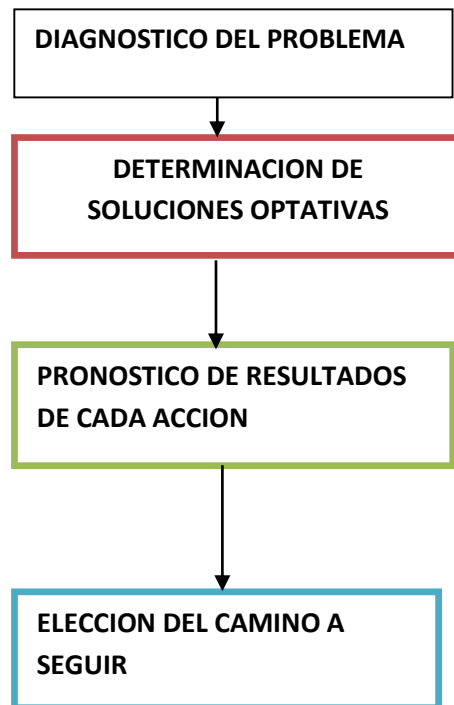 DIAGNOSTICO DEL PROBLEMA
DETERMINACION DE
SOLUCIONES OPTATIVAS
PRONOSTICO DE RESULTADOS
DE CADA ACCION
ELECCION DEL CAMINO A
SEGUIR